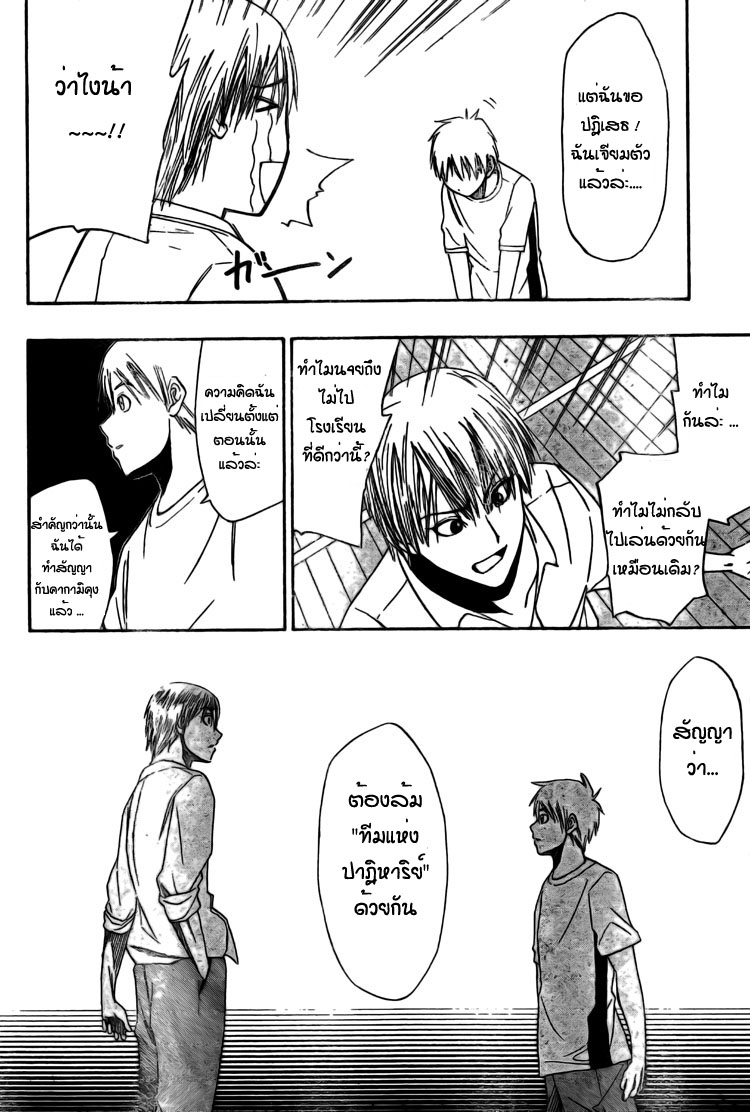 แต่ฉันขอ
ปฎิเสธ!
ฉันเจียมตัว
แล้วล่ะ....
ว่าไงน้า
~~~!!
ガーン
ทำไม
กันล่ะ ...
ทำไมไม่กลับ
ไปเล่นด้วยกัน
เหมือนเดิม?
ทำไมนายถึง
ไม่ไป
โรงเรียน
ที่ดีกว่านี้?
ความคิดฉัน
เปลี่ยนตั้งแต่
ตอนนั้น
แล้วล่ะ
สำคัญกว่านั้น
ฉันได้
ทำสัญญา
กับคากามิคุง
แล้ว ...
สัญญา
ว่า...
ต้องล้ม
"ทีมแห่ง
ปาฎิหาริย์"
ด้วยกัน